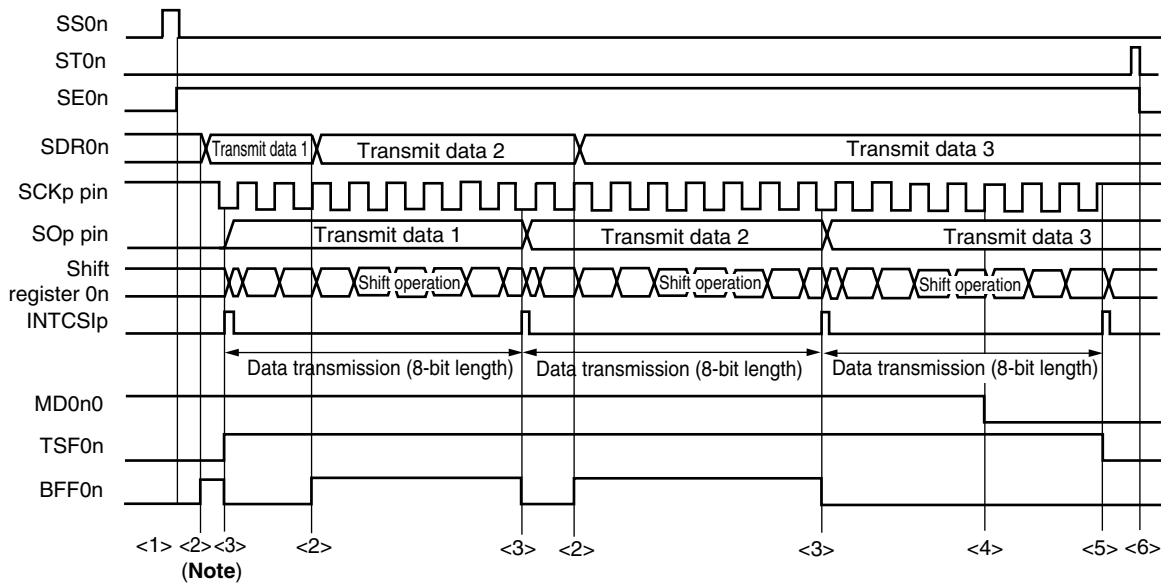 SS0n
ST0n
SE0n
SDR0n
Transmit data 1
Transmit data 2
Transmit data 3
SCKp pin
SOp pin
Transmit data 1
Transmit data 2
Transmit data 3
Shift
register 0n
Shift operation
Shift operation
Shift operation
INTCSIp
Data transmission (8-bit length)
Data transmission (8-bit length)
Data transmission (8-bit length)
MD0n0
TSF0n
BFF0n
<1> <2> <3> <2> <3> <2> <3> <4> <5> <6>
(Note)